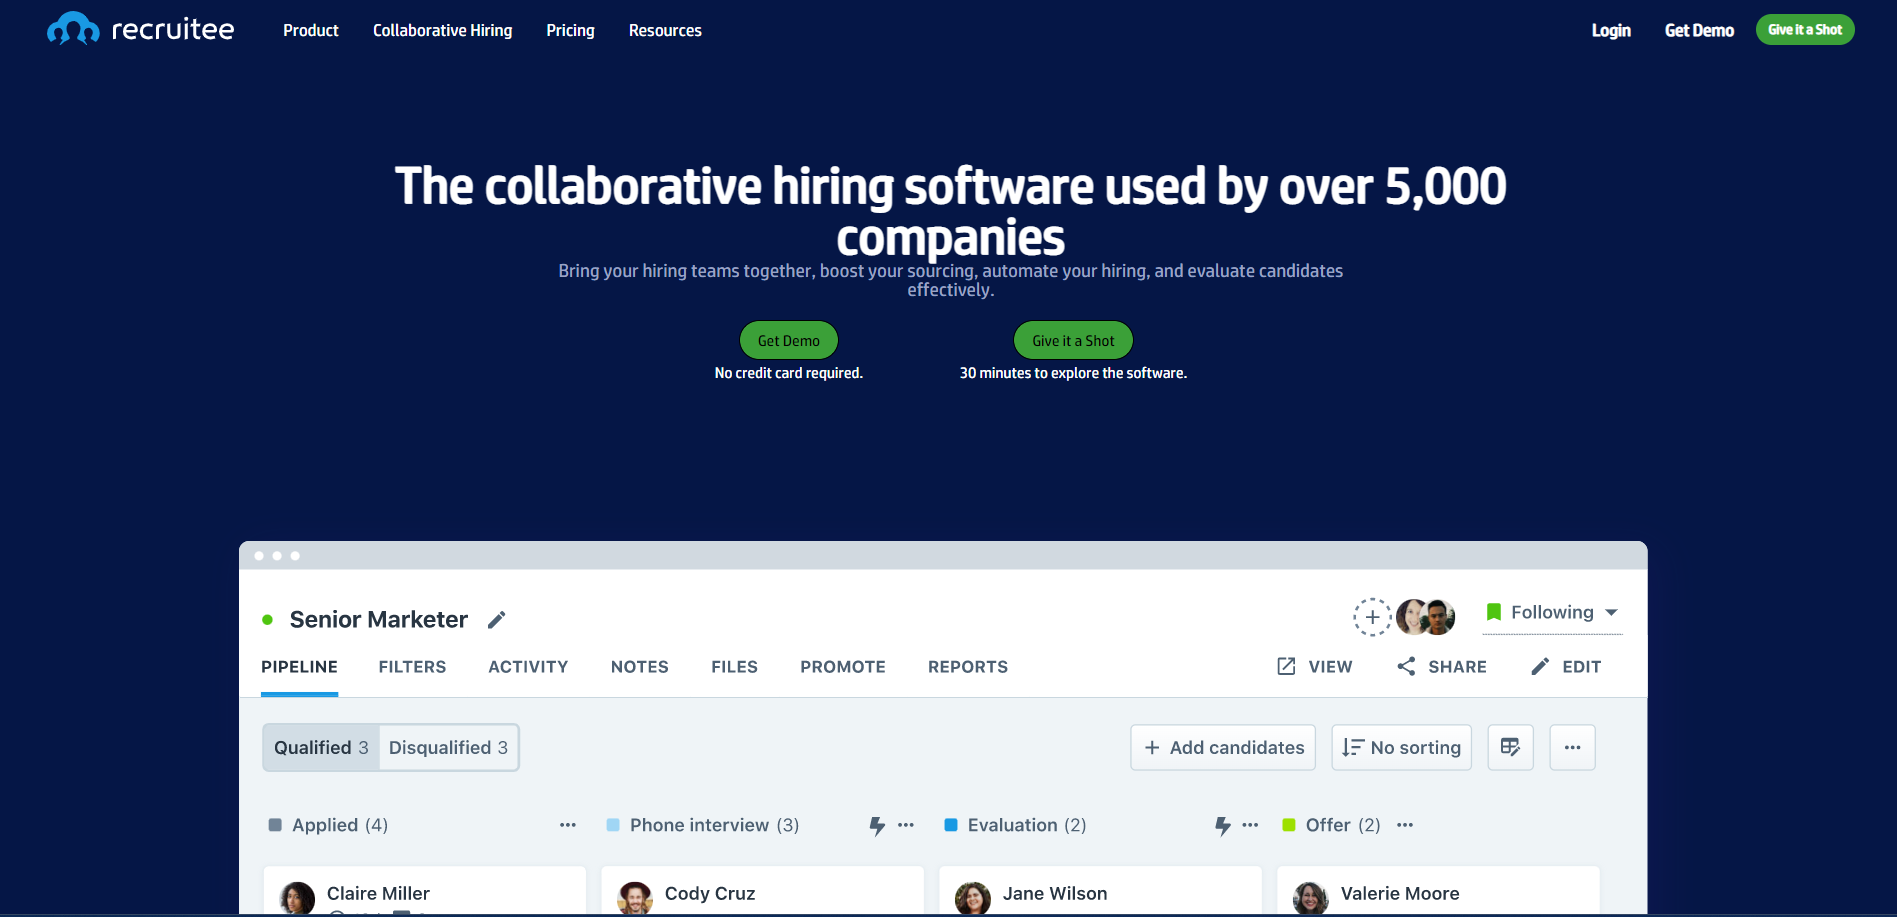 recruitee Product Collaborative Hiring Pricing Resources Login Get Demo Give it a Shot
The collaborative hiring software used by over 5,000
companies
Bring your hiring teams together, boost your sourcing, automate your hiring, and evaluate candidates
effectively.
Get Demo Give it a Shot
No credit card required. 30 minutes to explore the software.
Senior Marketer Following
PIPELINE FILTERS ACTIVITY NOTES FILES PROMOTE REPORTS VIEW SHARE EDIT
Qualified 3 Disqualified 3 + Add candidates No sorting
Applied (4) Phone interview (3) Evaluation (2) Offer (2)
Claire Miller Cody Cruz Jane Wilson Valerie Moore